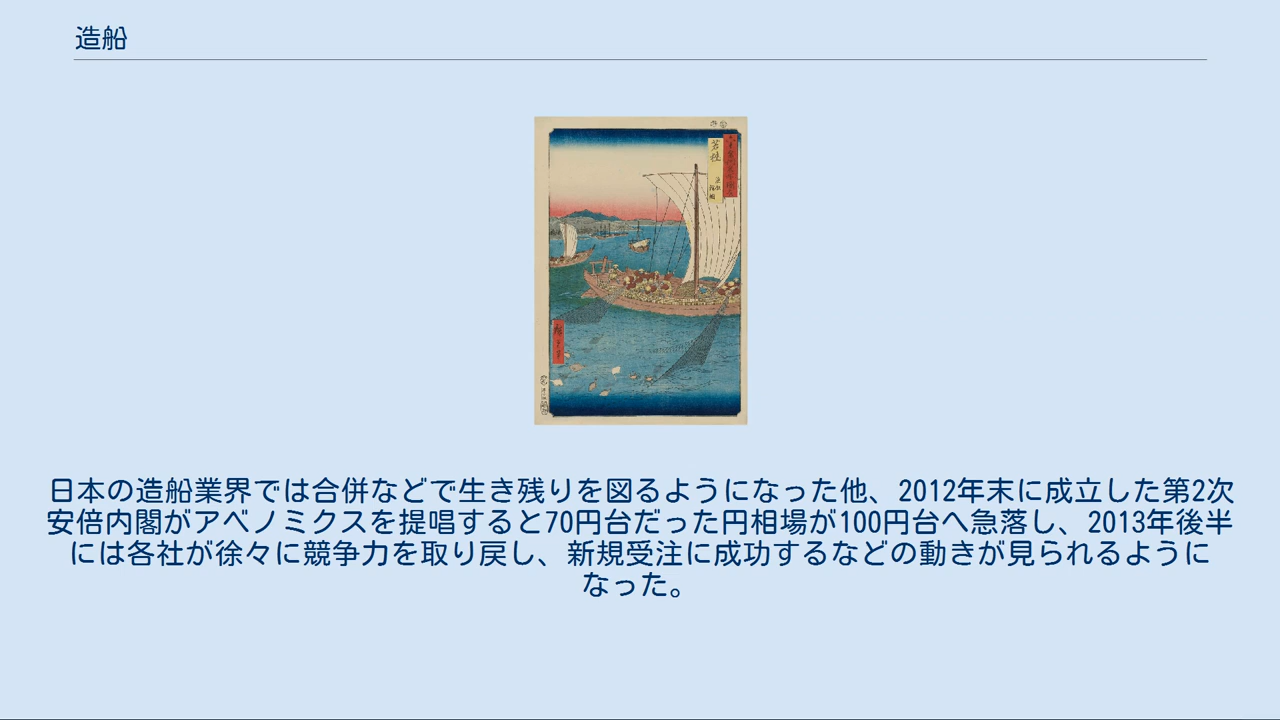 造船
若狭
日本の造船業界では合併などで生き残りを図るようになった他、2012年末に成立した第2次
安倍内閣がアベノミクスを提唱すると70円台だった円相場が100円台へ急落し、2013年後半
には各社が徐々に競争力を取り戻し、新規受注に成功するなどの動きが見られるように
なった。